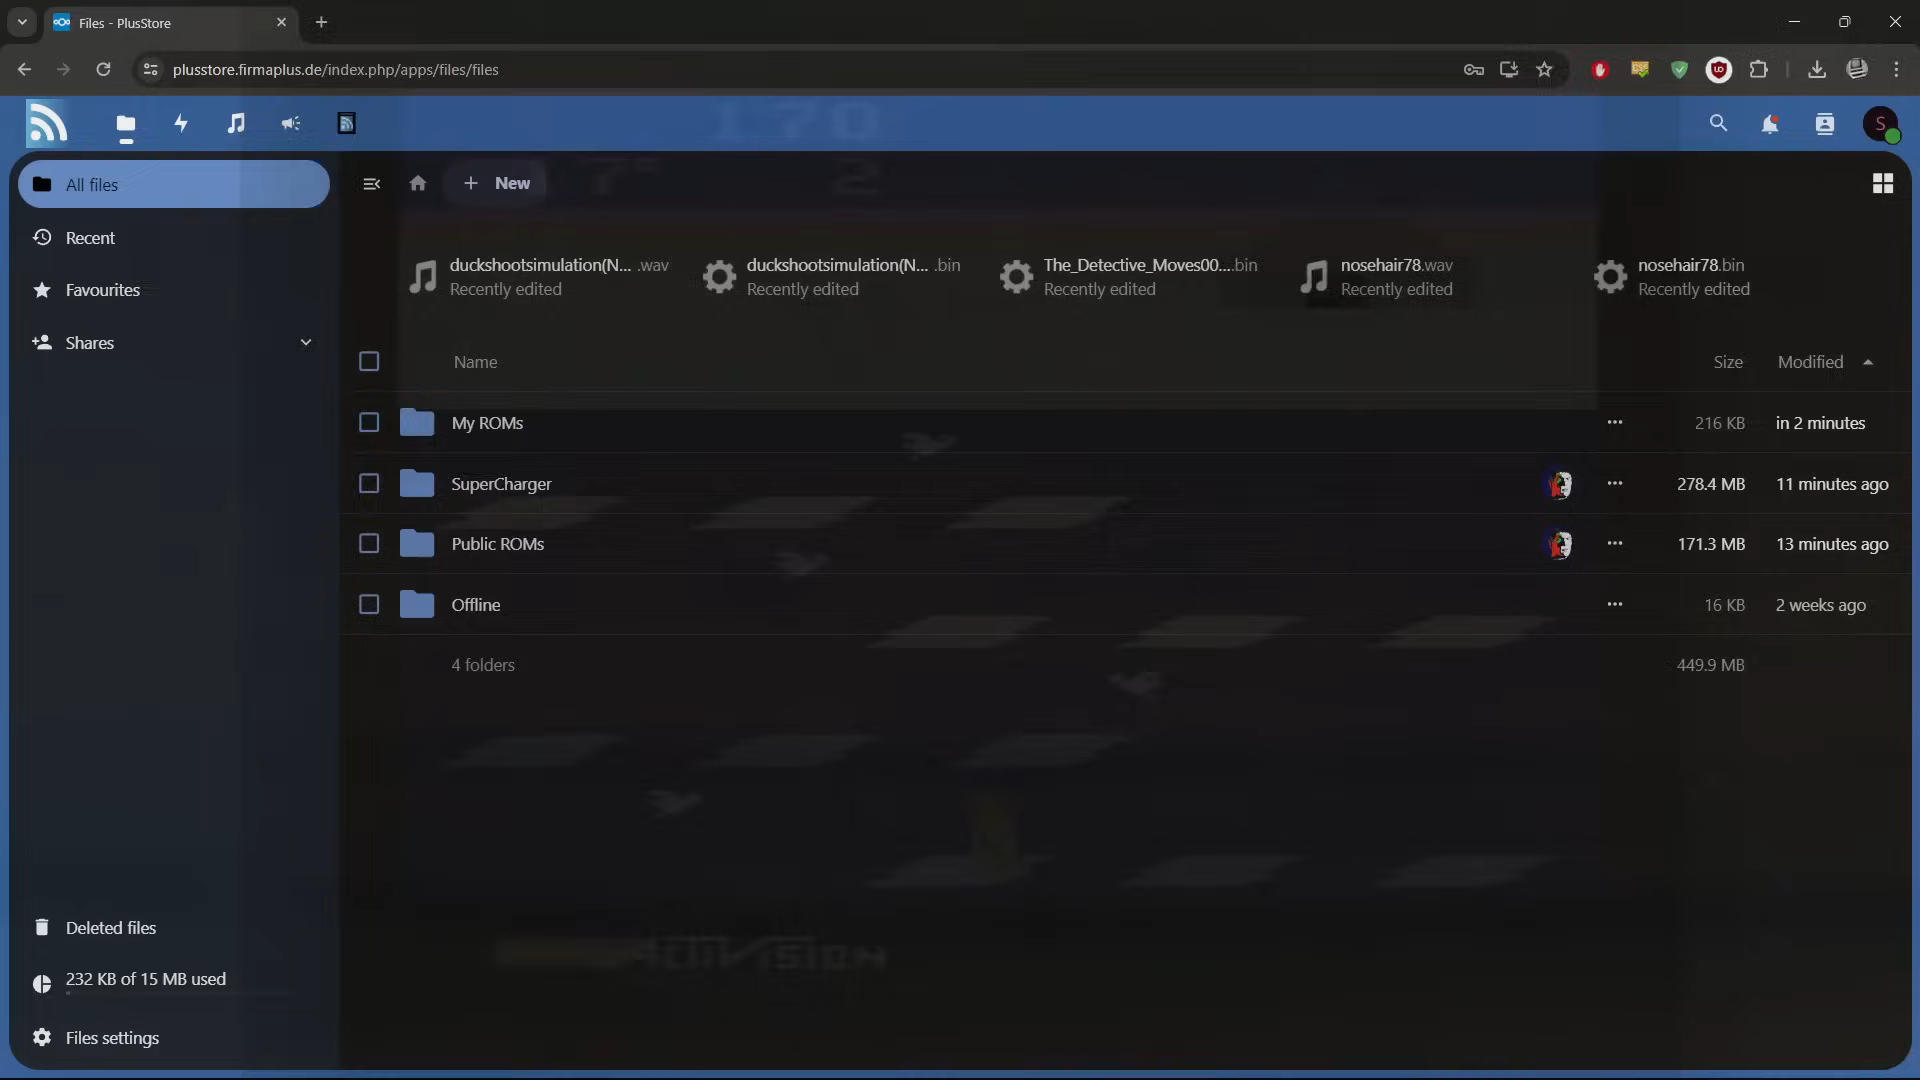 Files - PlusStore
plusstore.firmaplus.de/index.php/apps/files/files
S
170
2
All files
Recent
Favourites
Shares
Deleted files
232 KB of 15 MB used
Files settings
+ New
duckshootsimulation(N... .wav
Recently edited
duckshootsimulation(N... .bin
Recently edited
The_Detective_Moves00....bin
Recently edited
nosehair78.wav
Recently edited
nosehair78.bin
Recently edited
Name Size Modified
My ROMs 216 KB in 2 minutes
SuperCharger 278.4 MB 11 minutes ago
Public ROMs 171.3 MB 13 minutes ago
Offline 16 KB 2 weeks ago
4 folders 449.9 MB
ACTIVISION